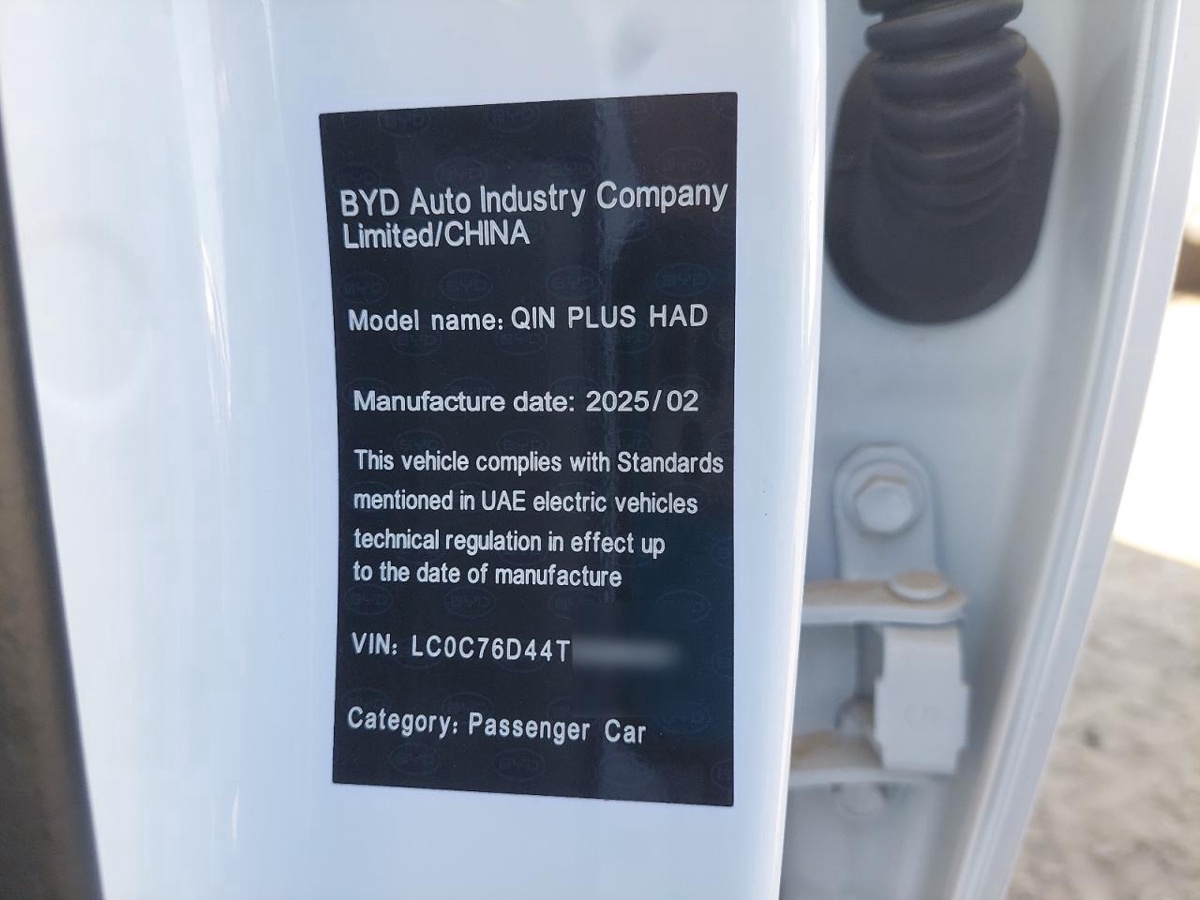 BYD Auto Industry Company
Limited/CHINA
Model name: QIN PLUS HAD
Manufacture date: 2025/02
This vehicle complies with Standards
mentioned in UAE electric vehicles
technical regulation in effect up
to the date of manufacture
VIN: LC0C76D44T
Category: Passenger Car